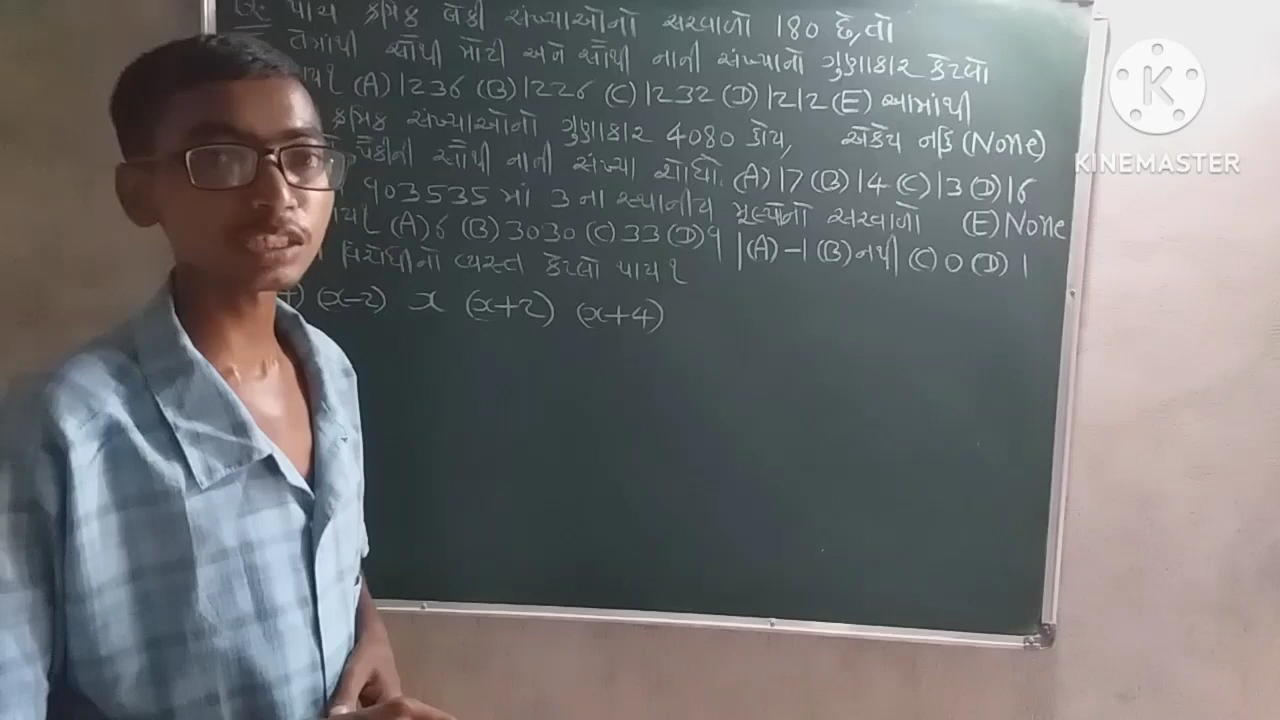 પાંચ ક્રમિક બેકી સંખ્યાઓનો સરવાળો 180 છે, તો
તેમાંથી સૌથી મોટી અને સૌથી નાની સંખ્યાનો ગુણાકાર કેટલો
(A) 1236 (B) 1226 (C) 1232 (D) 1212 (E) આમાંથી
એકેય નહિ (None)
ક્રમિક સંખ્યાઓનો ગુણાકાર 4080 હોય,
પૈકીની સૌથી નાની સંખ્યા શોધો. (A) 17 (B) 14 (C) 13 (D) 16
(E) None
903535 માં 3 ના સ્થાનીય મૂલ્યોનો સરવાળો
(A) 6 (B) 3030 (C) 33 (D) 9
વિરોધીનો વ્યસ્ત કેટલો થાય? (A) -1 (B) નથી (C) 0 (D) 1
(x-2) x (x+2) (x+4)
KINEMASTER